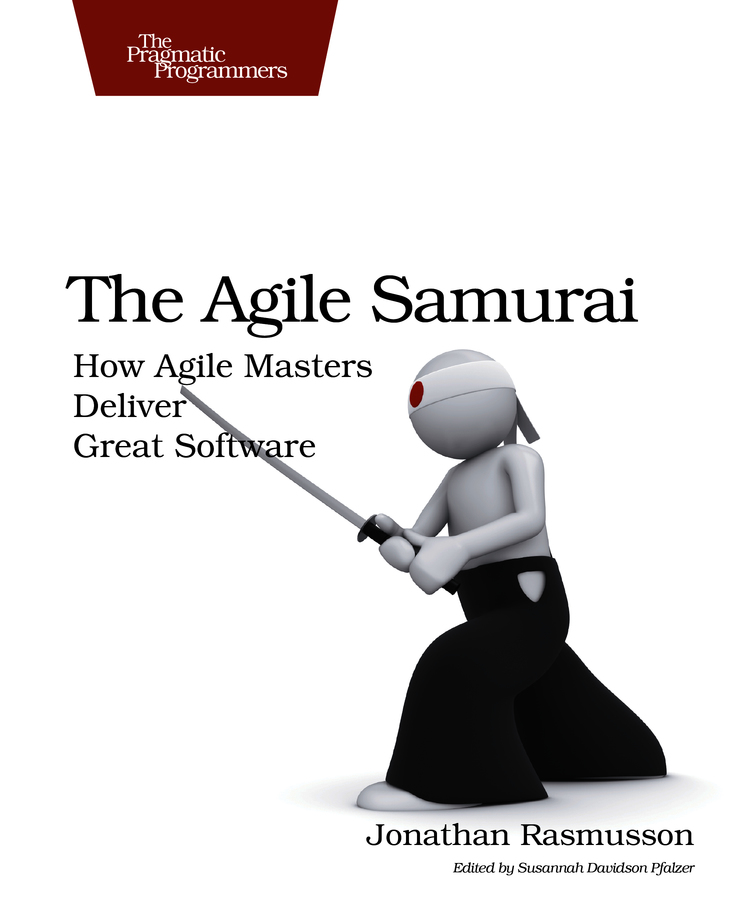 The
Pragmatic
Programmers
The Agile Samurai
How Agile Masters
Deliver
Great Software
Jonathan Rasmusson
Edited by Susannah Davidson Pfalzer